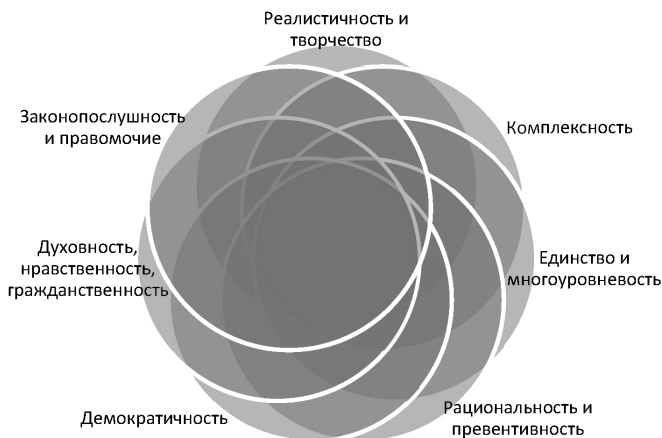 Реалистичность и
творчество
Законопослушность
и правомочие
Комплексность
Духовность,
нравственность,
гражданственность
Единство и
многоуровневость
Демократичность
Рациональность и
превентивность